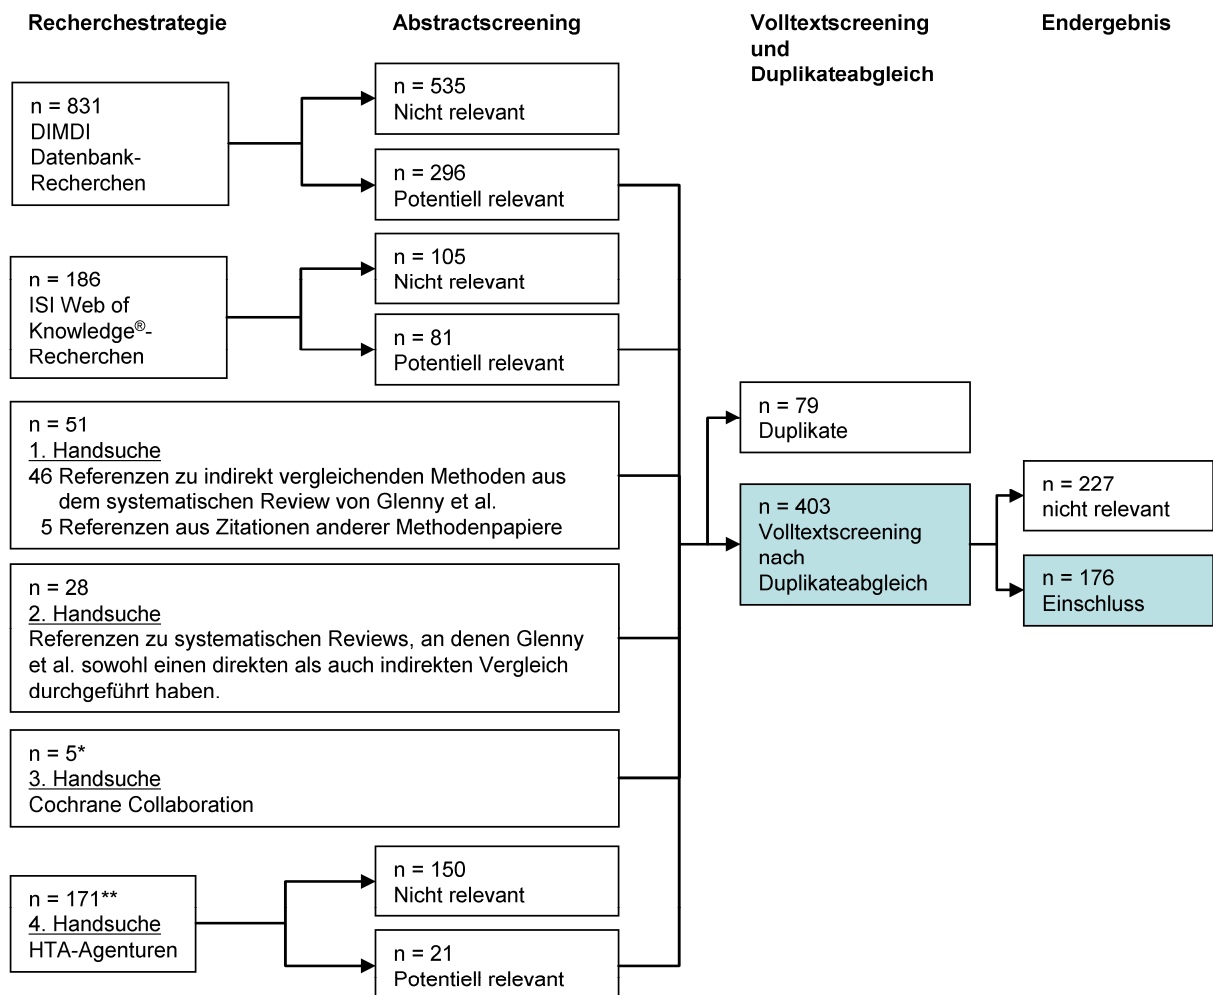 Recherchestrategie
Abstractscreening
Volltextscreening
und
Duplikateabgleich
Endergebnis
n = 831
DIMDI
Datenbank-
Recherchen
n = 535
Nicht relevant
n = 296
Potentiell relevant
n = 186
ISI Web of
Knowledge®-
Recherchen
n = 105
Nicht relevant
n = 81
Potentiell relevant
n = 51
1. Handsuche
46 Referenzen zu indirekt vergleichenden Methoden aus
dem systematischen Review von Glenny et al.
5 Referenzen aus Zitationen anderer Methodenpapiere
n = 28
2. Handsuche
Referenzen zu systematischen Reviews, an denen Glenny
et al. sowohl einen direkten als auch indirekten Vergleich
durchgeführt haben.
n = 5*
3. Handsuche
Cochrane Collaboration
n = 171**
4. Handsuche
HTA-Agenturen
n = 150
Nicht relevant
n = 21
Potentiell relevant
n = 79
Duplikate
n = 403
Volltextscreening
nach
Duplikateabgleich
n = 227
nicht relevant
n = 176
Einschluss